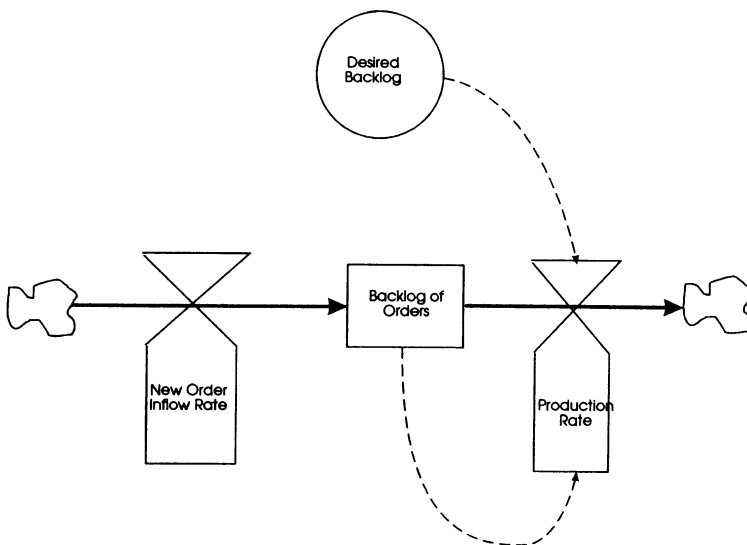 Desired
Backlog
Backlog of
Orders
New Order
Inflow Rate
Production
Rate